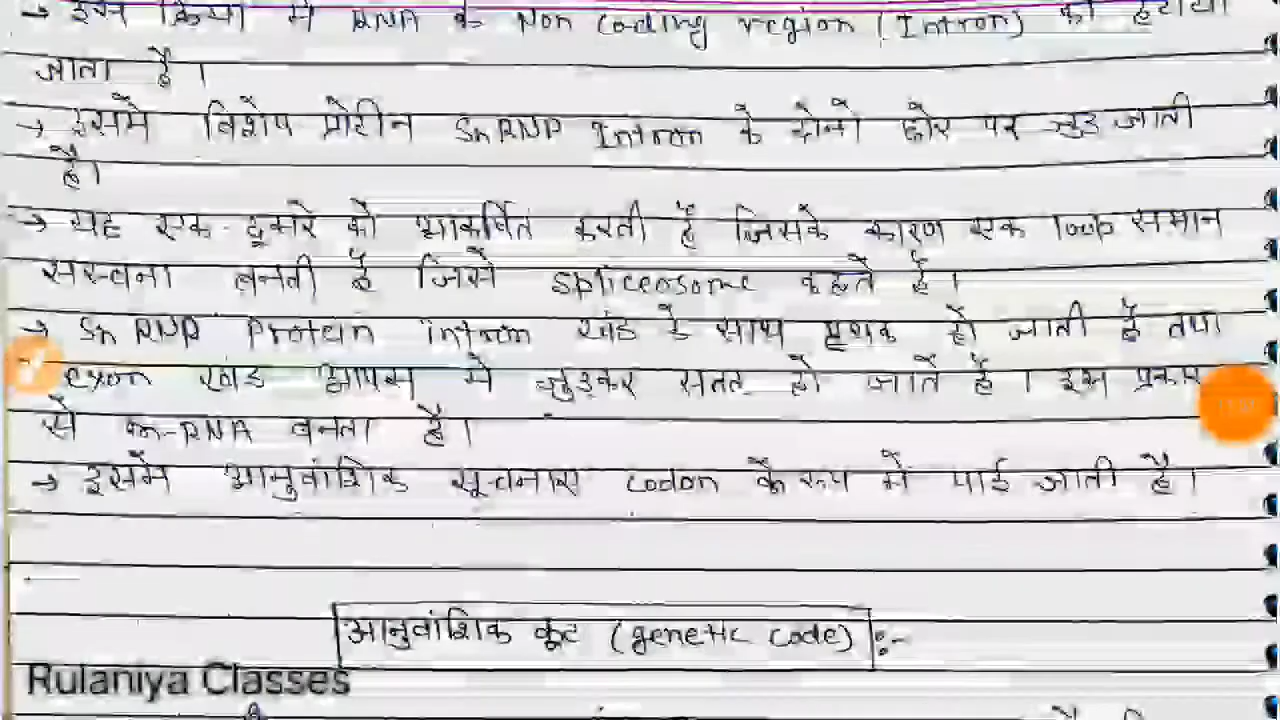 → इस क्रिया में RNA के Non Coding region (Intron) को हटाया
जाता है।
→ इसमें विशेष प्रोटीन SnRNP Intron के दोनों छोर पर जुड़ जाती
है।
→ यह एक-दूसरे को आकर्षित करती है जिसके कारण एक loop समान
संरचना बनती है जिसे spliceosome कहते है।
→ SnRNP Protein intron खंड के साथ पृथक हो जाती है तथा
exon खंड आपस में जुड़कर सतत हो जाते है। इस प्रकार
से m-RNA बनता है।
→ इसमें आनुवांशिक सूचनाए codon के रूप में पाई जाती है।
आनुवांशिक कूट (genetic code) :-
Rulaniya Classes